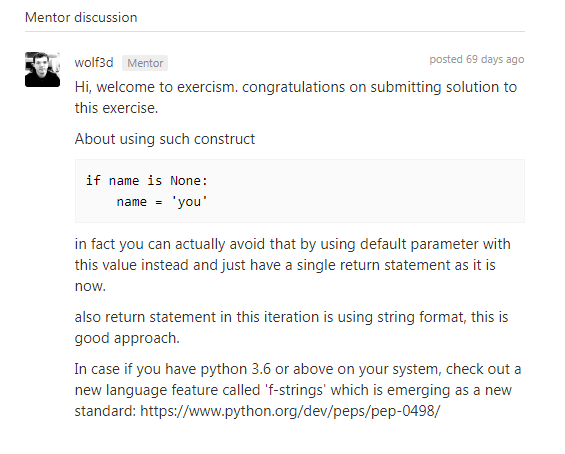 Mentor discussion
wolf3d Mentor posted 69 days ago
Hi, welcome to exercism. congratulations on submitting solution to
this exercise.
About using such construct
if name is None:
    name = 'you'
in fact you can actually avoid that by using default parameter with
this value instead and just have a single return statement as it is
now.
also return statement in this iteration is using string format, this is
good approach.
In case if you have python 3.6 or above on your system, check out a
new language feature called 'f-strings' which is emerging as a new
standard: https://www.python.org/dev/peps/pep-0498/